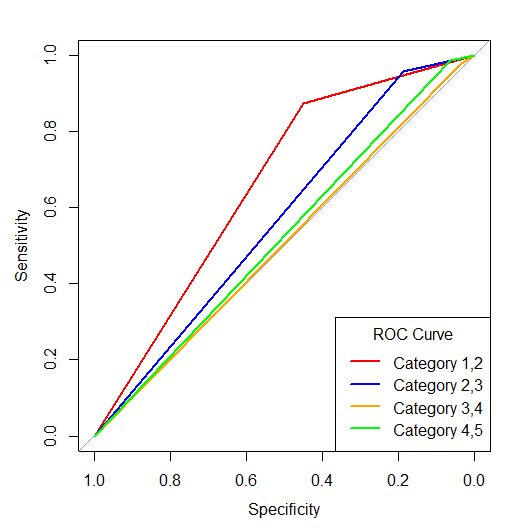 Sensitivity
1.0
0.8
0.6
0.4
0.2
0.0
ROC Curve
Category 1,2
Category 2,3
Category 3,4
Category 4,5
1.0 0.8 0.6 0.4 0.2 0.0
Specificity